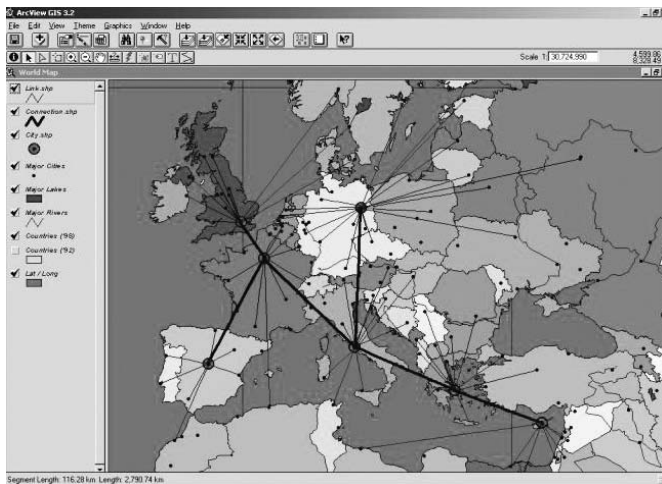 ArcView GIS 3.2
File Edit View Theme Graphics Window Help
Scale 1: 30,724,990
4,599.86
8,328.49
World Map
Link.shp
Connection.shp
City.shp
Major Cities
Major Lakes
Major Rivers
Countries ('98)
Countries ('92)
Lat / Long
Segment Length: 116.28 km. Length: 2,790.74 km.